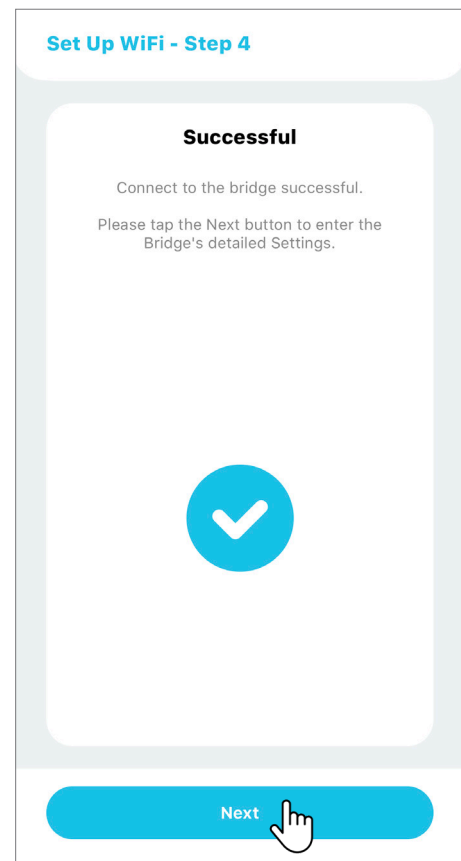 Set Up WiFi - Step 4
Successful
Connect to the bridge successful.
Please tap the Next button to enter the
Bridge's detailed Settings.
Next